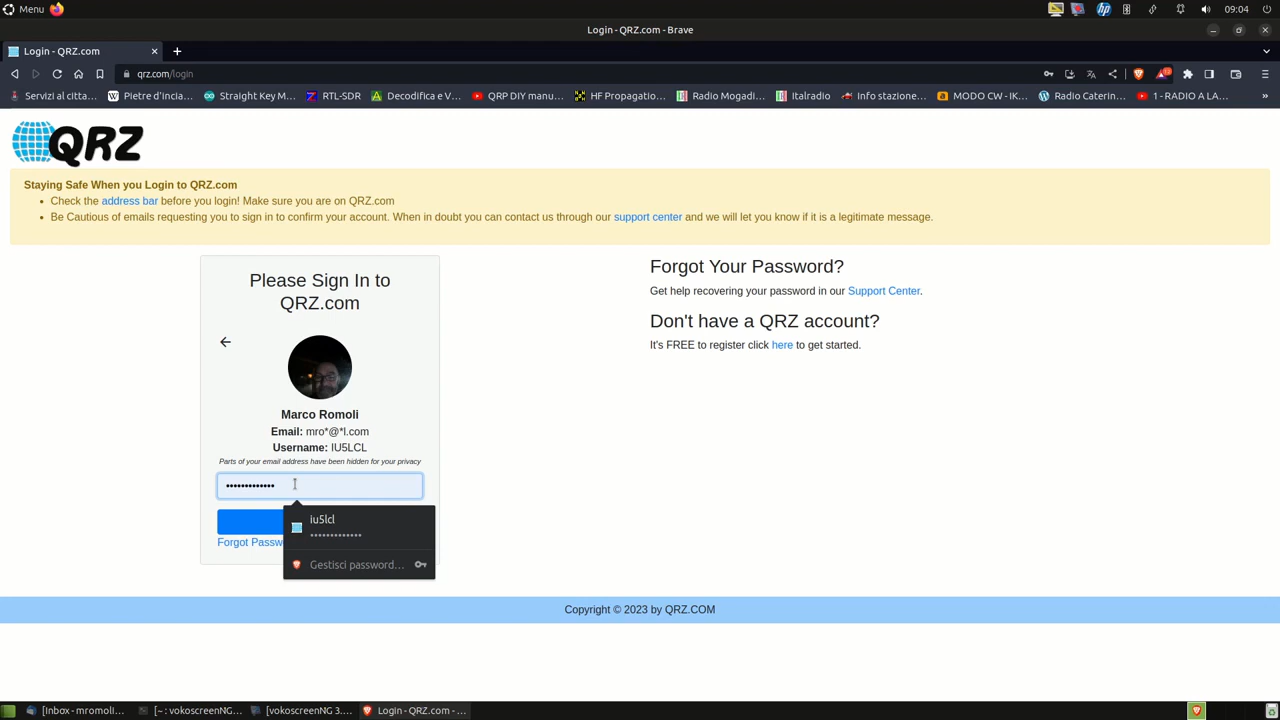 Menu
09:04
Login - QRZ.com - Brave
Login - QRZ.com
qrz.com/login
Servizi al citta...
Pietre d'incia...
Straight Key M...
RTL-SDR
Decodifica e V...
QRP DIY manu...
HF Propagatio...
Radio Mogadi...
Italradio
Info stazione...
MODO CW - IK...
Radio Caterin...
1 - RADIO A LA...
QRZ
Staying Safe When you Login to QRZ.com
Check the address bar before you login! Make sure you are on QRZ.com
Be Cautious of emails requesting you to sign in to confirm your account. When in doubt you can contact us through our support center and we will let you know if it is a legitimate message.
Please Sign In to
QRZ.com
Marco Romoli
Email: mro*@*l.com
Username: IU5LCL
Parts of your email address have been hidden for your privacy
•••••••••••••
iu5lcl
•••••••••••••
Forgot Passw
Gestisci password...
Forgot Your Password?
Get help recovering your password in our Support Center.
Don't have a QRZ account?
It's FREE to register click here to get started.
Copyright © 2023 by QRZ.COM
[Inbox - mromoli...
[~ : vokoscreenNG...
[vokoscreenNG 3....
Login - QRZ.com - ...